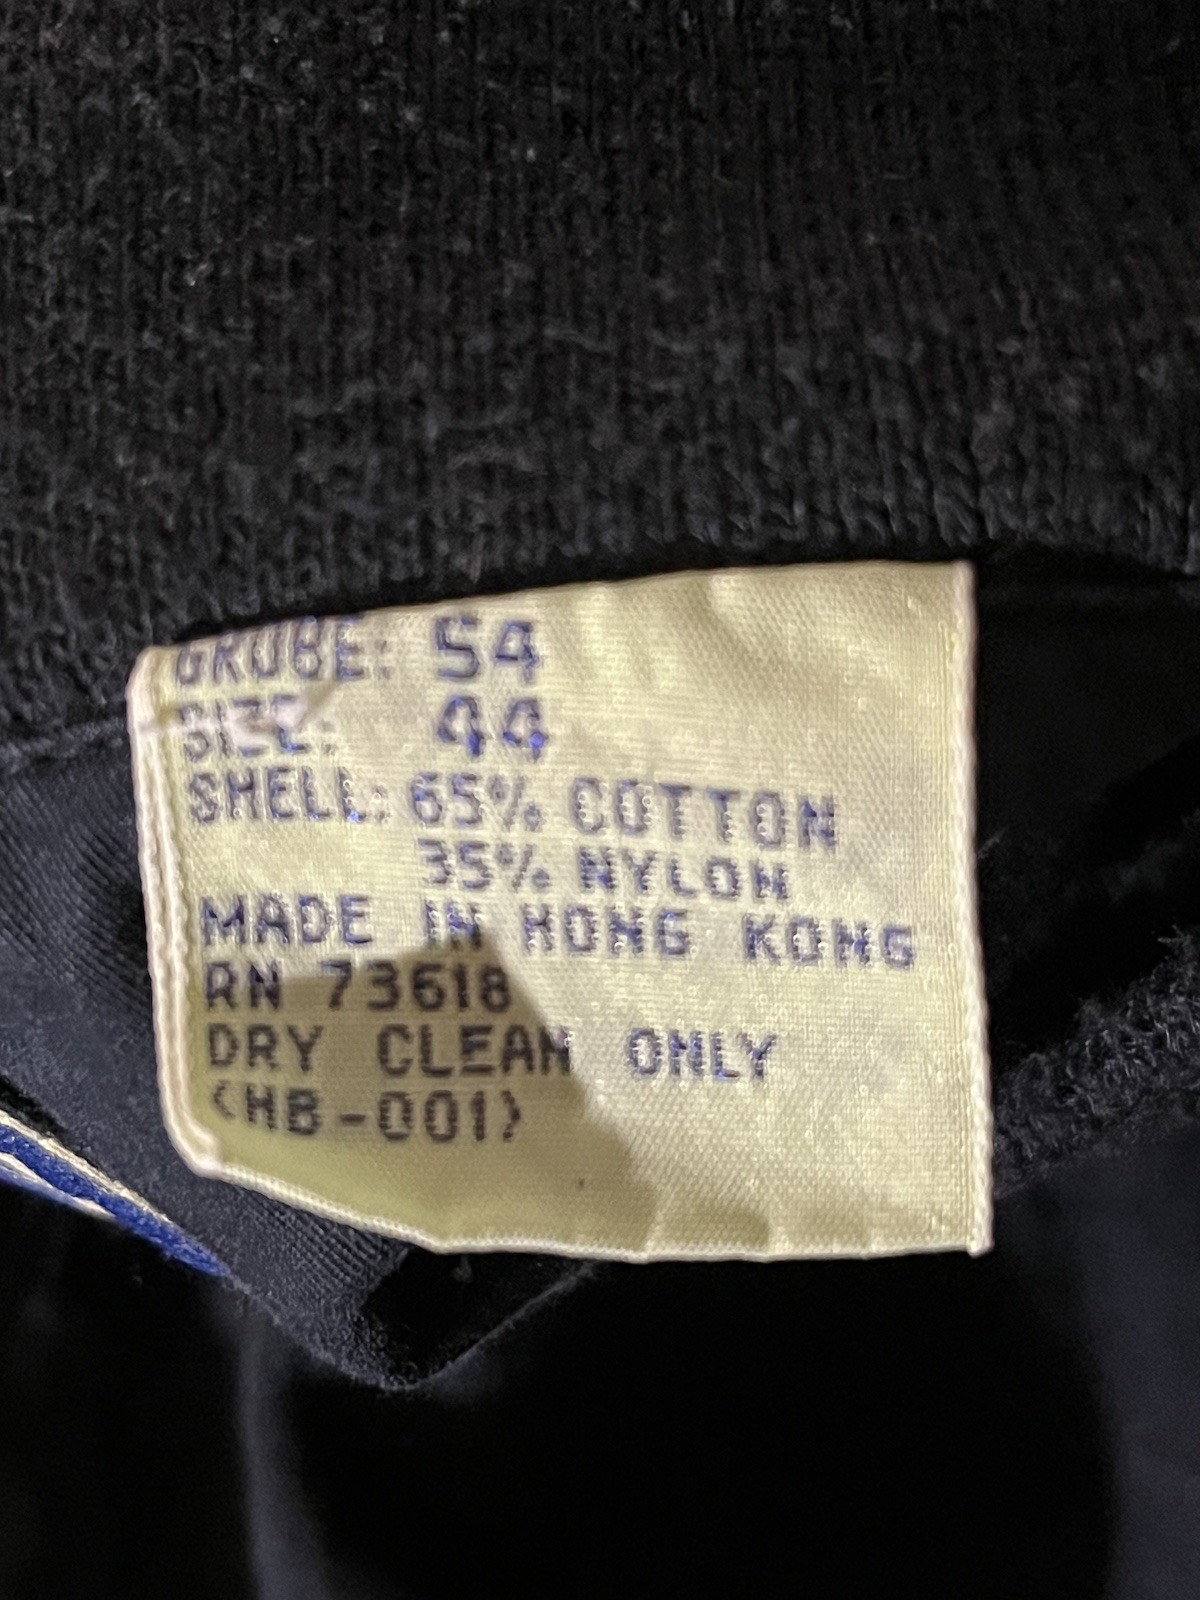 GROBE: 54
SIZE: 44
SHELL: 65% COTTON
35% NYLON
MADE IN HONG KONG
RN 73618
DRY CLEAN ONLY
(HB-001)